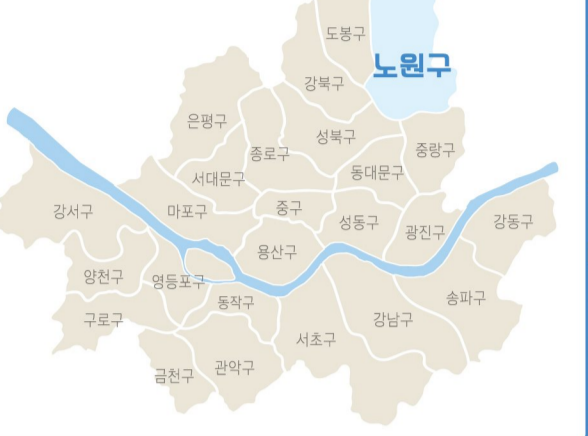 도봉구
노원구
강북구
은평구
성북구
종로구
중랑구
서대문구
동대문구
강서구
마포구
중구
성동구
광진구
강동구
용산구
양천구
영등포구
동작구
송파구
구로구
강남구
서초구
금천구
관악구